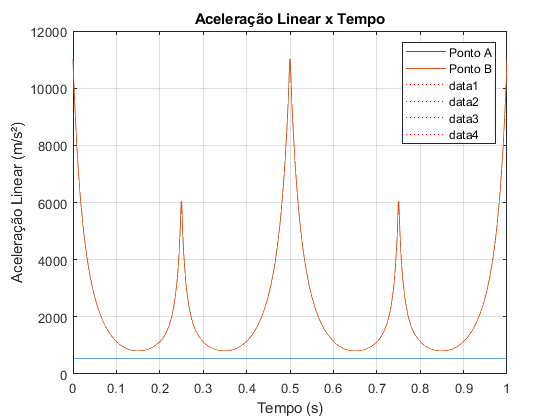 Aceleração Linear x Tempo
12000
10000
8000
6000
4000
2000
0
Aceleração Linear (m/s²)
Ponto A
Ponto B
data1
data2
data3
data4
0 0.1 0.2 0.3 0.4 0.5 0.6 0.7 0.8 0.9 1
Tempo (s)